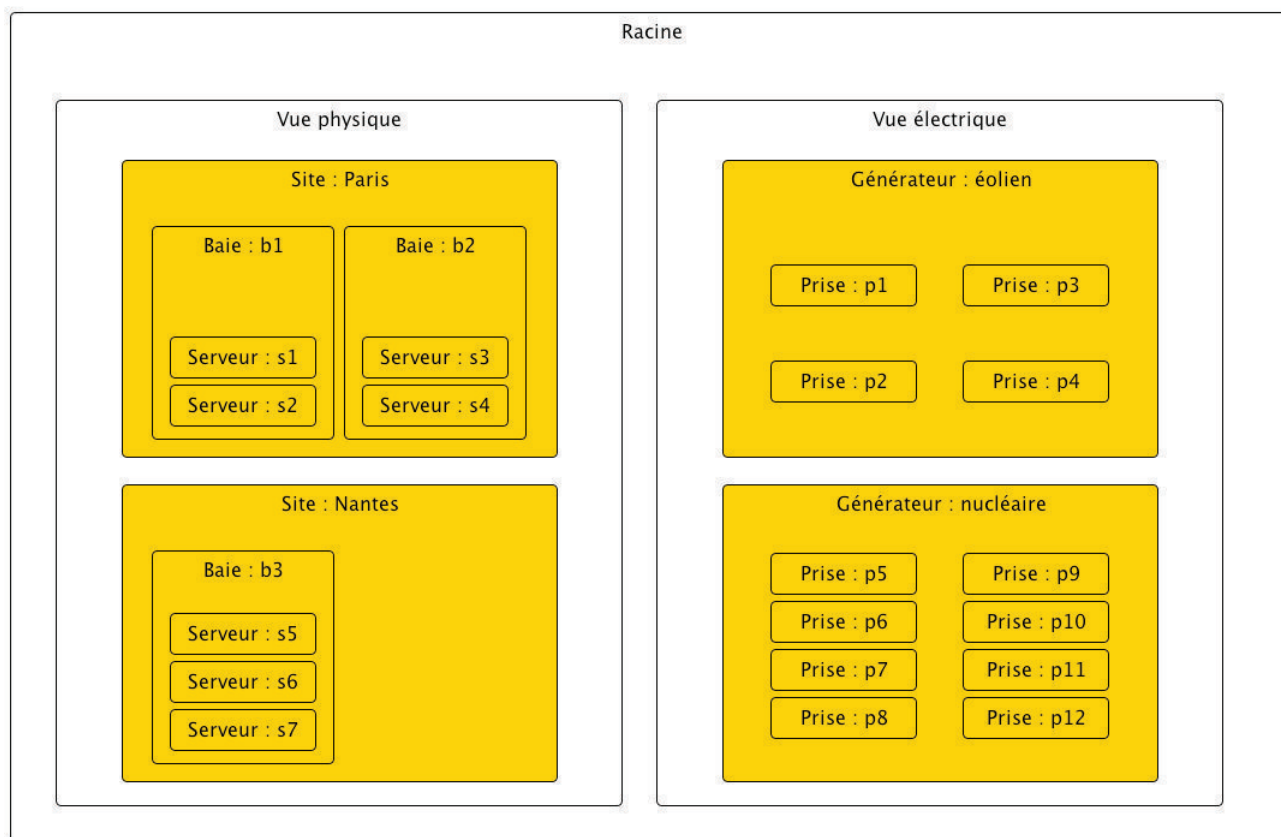 Racine
Vue physique
Site : Paris
Baie : b1
Serveur : s1
Serveur : s2
Baie : b2
Serveur : s3
Serveur : s4
Site : Nantes
Baie : b3
Serveur : s5
Serveur : s6
Serveur : s7
Vue électrique
Générateur : éolien
Prise : p1
Prise : p3
Prise : p2
Prise : p4
Générateur : nucléaire
Prise : p5
Prise : p9
Prise : p6
Prise : p10
Prise : p7
Prise : p11
Prise : p8
Prise : p12